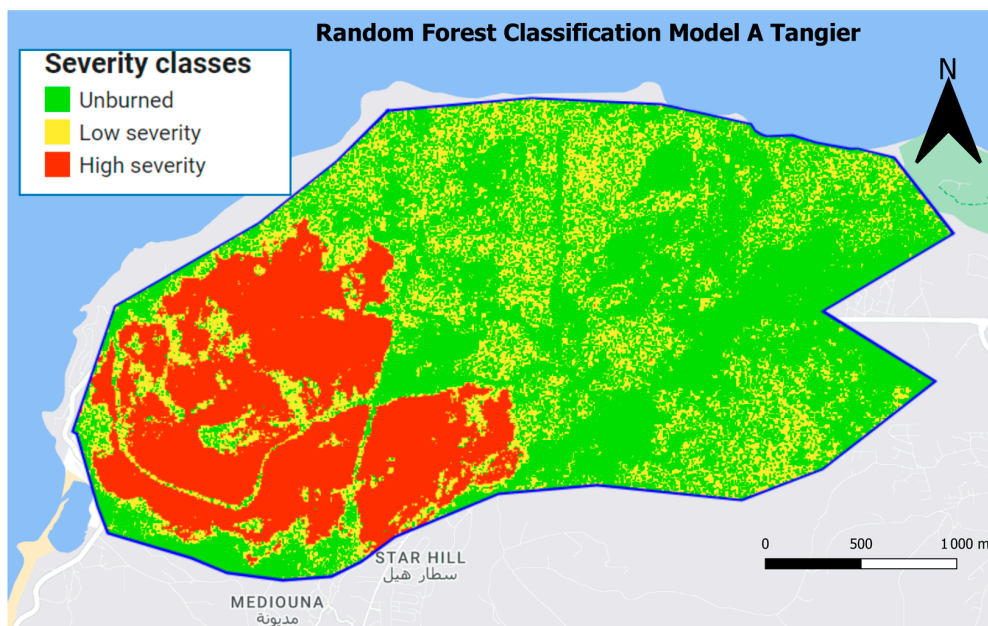 Random Forest Classification Model A Tangier
Severity classes
Unburned
Low severity
High severity
N
0 500 1 000 m
STAR HILL
سطار هيل
MEDIOUNA
مديونة